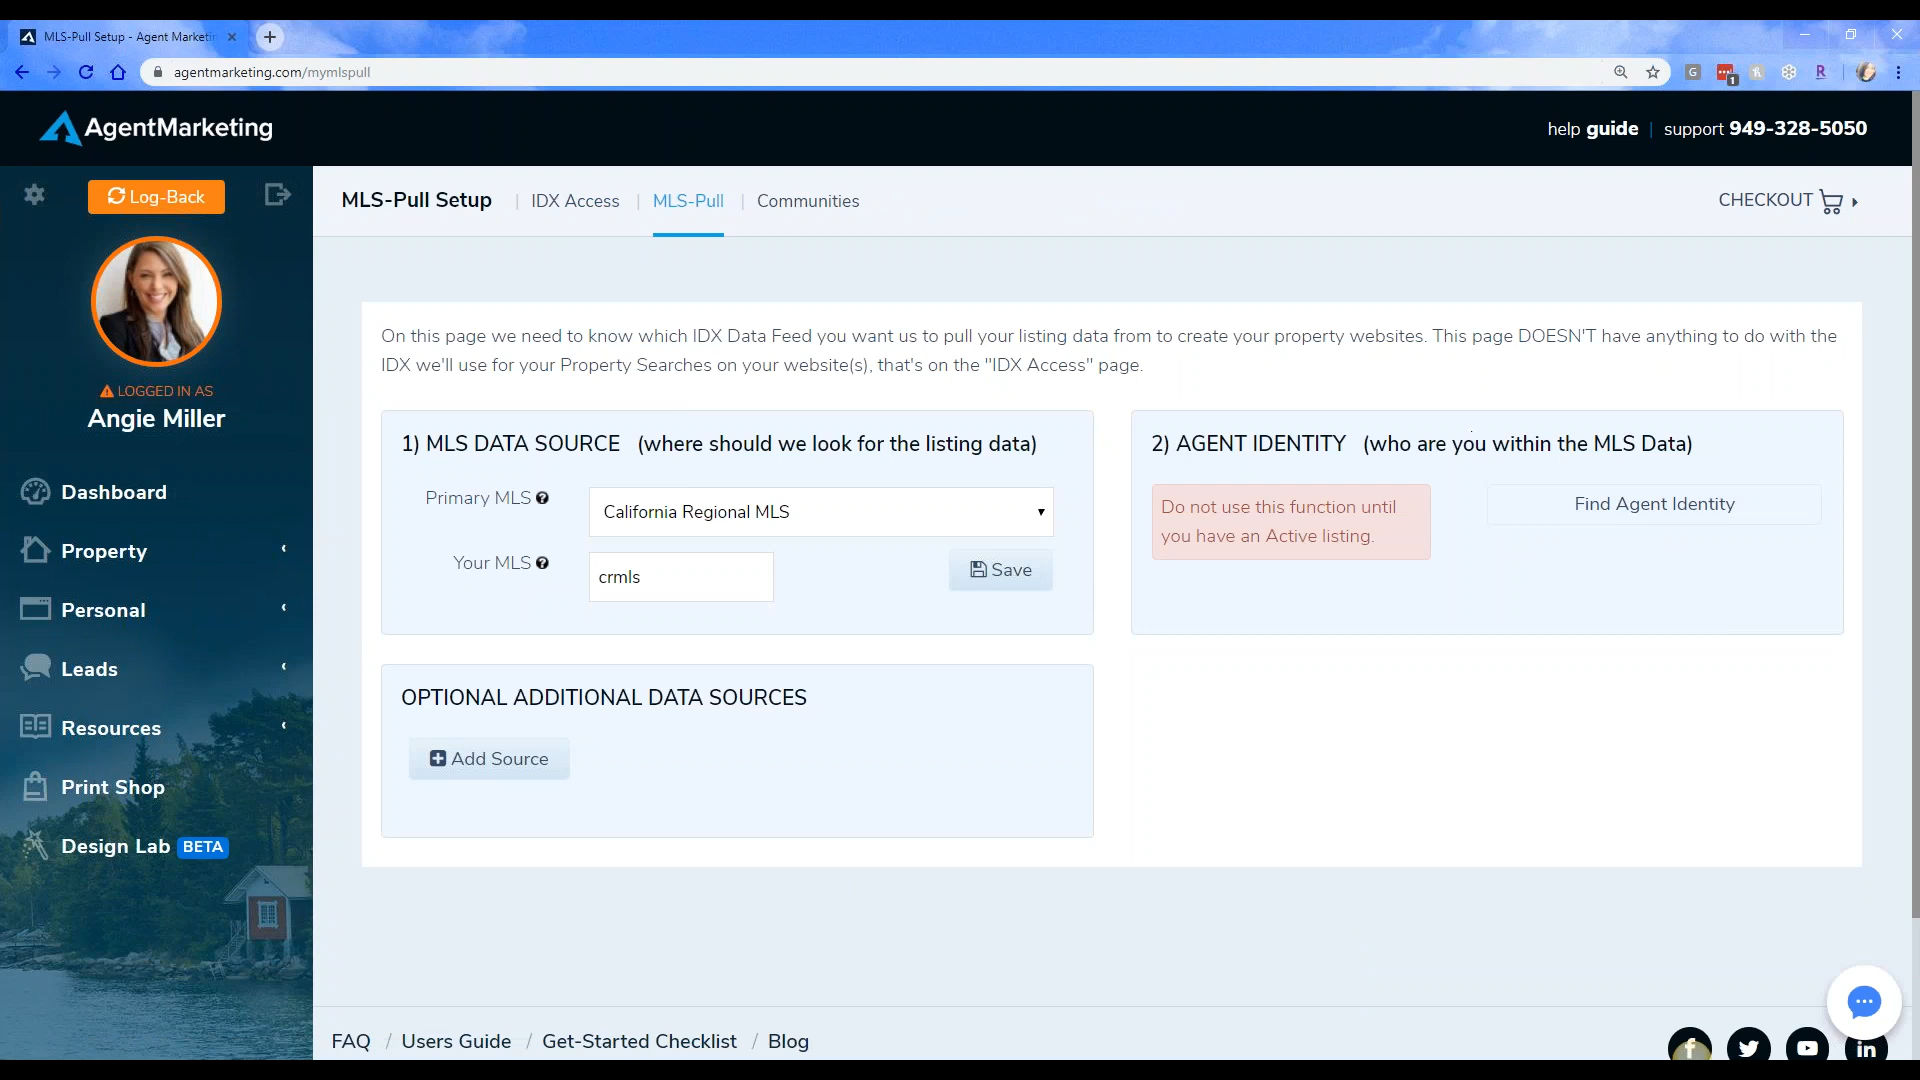 MLS-Pull Setup - Agent Marketin
agentmarketing.com/mymlspull
G
1
R
AgentMarketing
help guide | support 949-328-5050
Log-Back
MLS-Pull Setup | IDX Access | MLS-Pull | Communities
CHECKOUT
LOGGED IN AS
Angie Miller
Dashboard
Property
Personal
Leads
Resources
Print Shop
Design Lab BETA
On this page we need to know which IDX Data Feed you want us to pull your listing data from to create your property websites. This page DOESN'T have anything to do with the
IDX we'll use for your Property Searches on your website(s), that's on the "IDX Access" page.
1) MLS DATA SOURCE (where should we look for the listing data)
Primary MLS ?
California Regional MLS
Your MLS ?
crmls
Save
2) AGENT IDENTITY (who are you within the MLS Data)
Do not use this function until
you have an Active listing.
Find Agent Identity
OPTIONAL ADDITIONAL DATA SOURCES
Add Source
FAQ / Users Guide / Get-Started Checklist / Blog
f
in